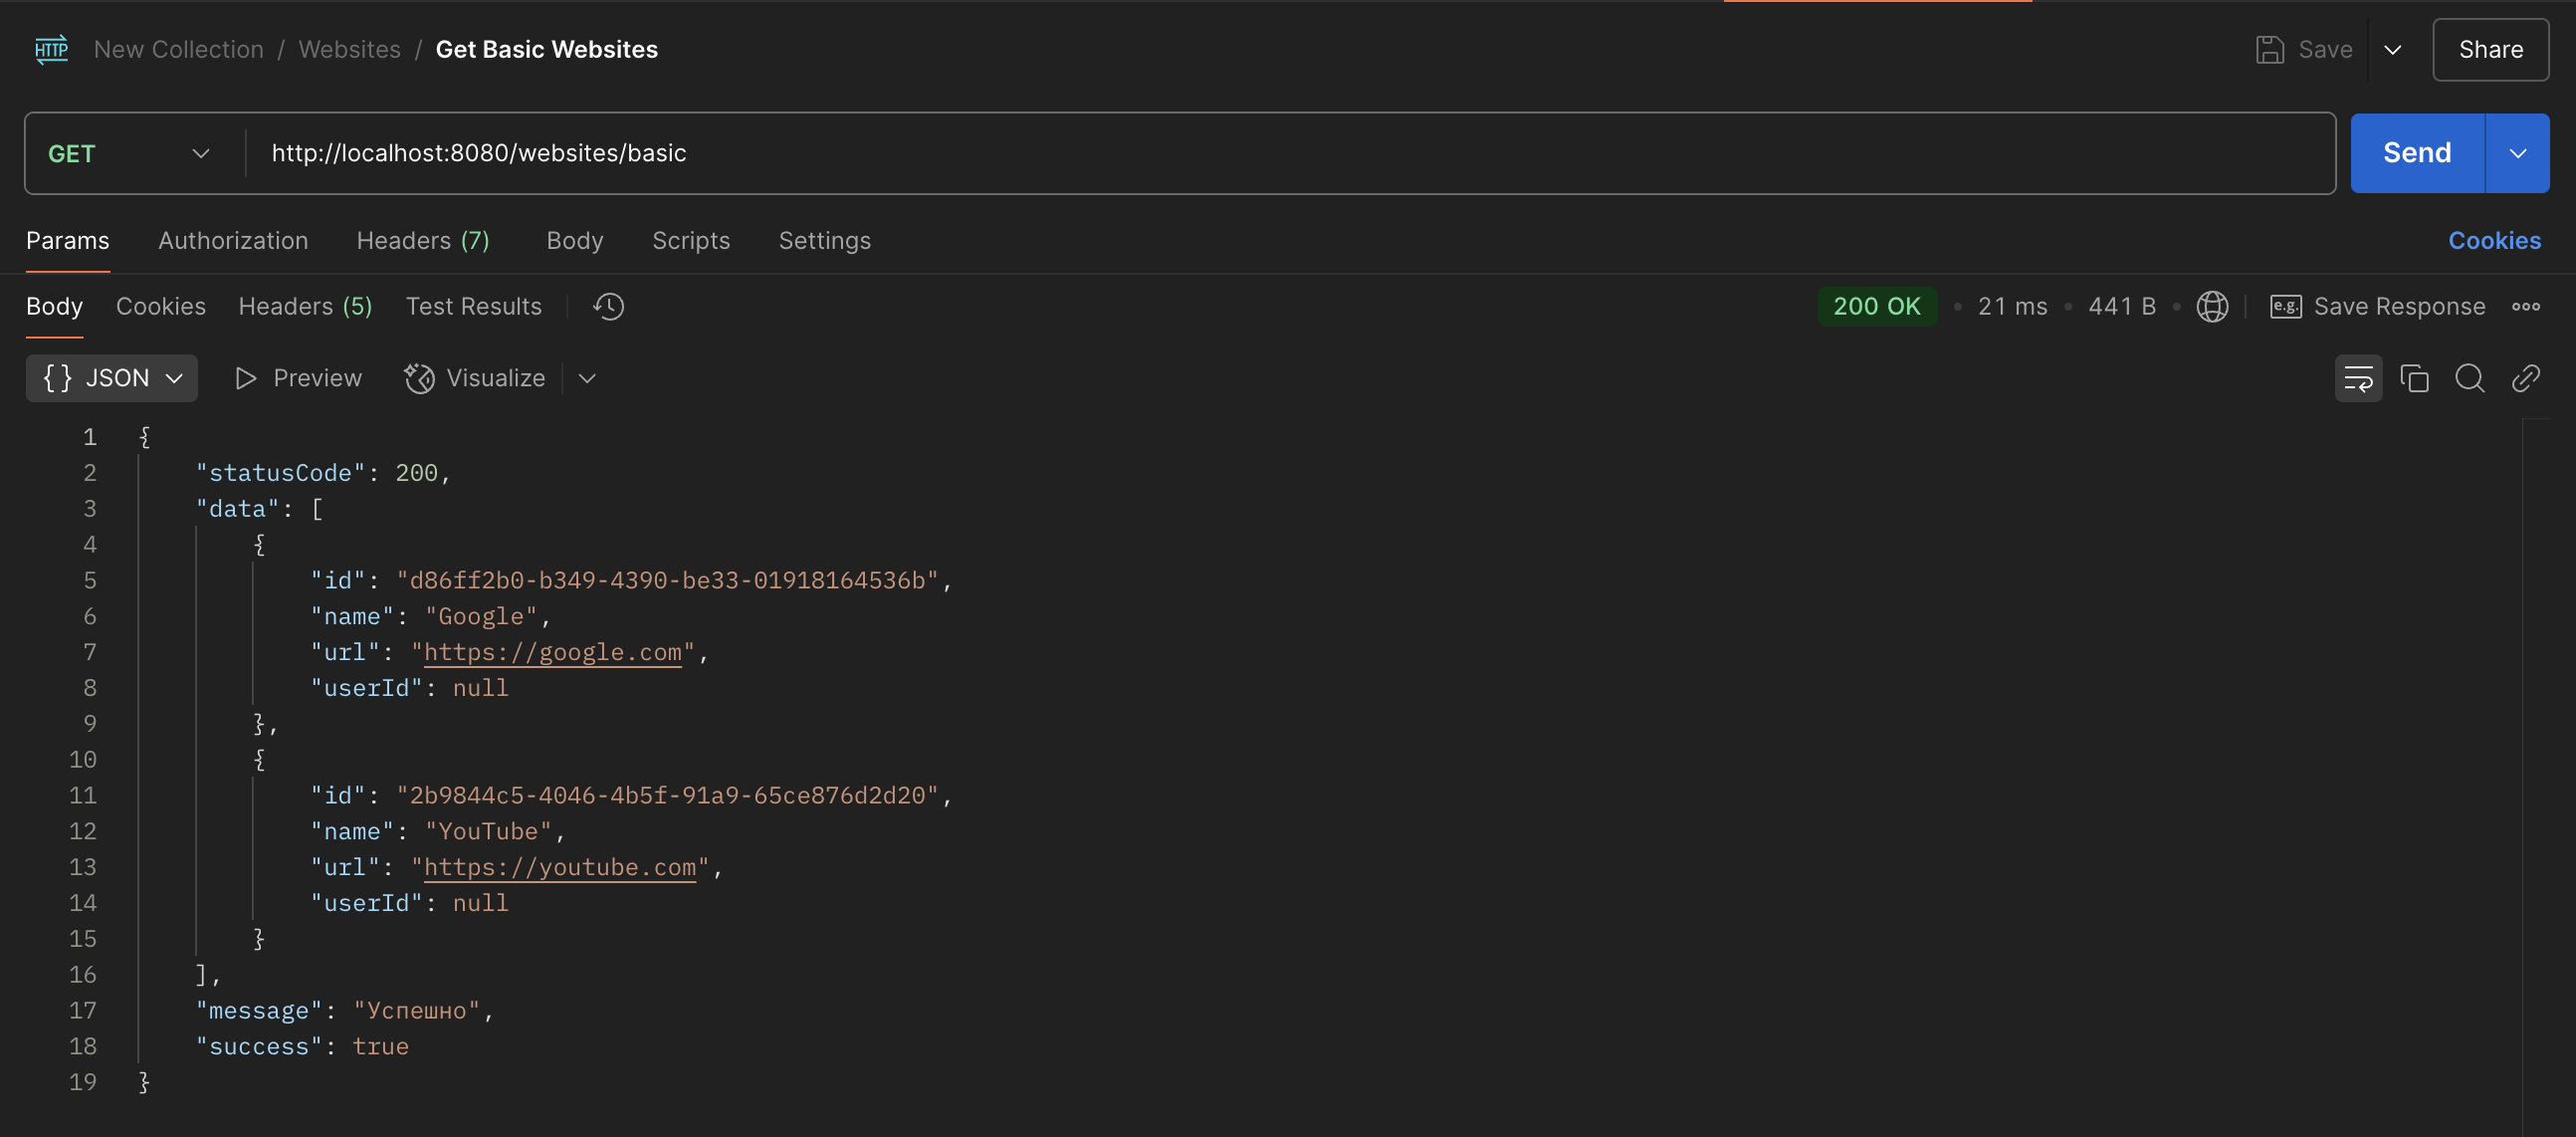 HTTP New Collection / Websites / Get Basic Websites Save Share
GET http://localhost:8080/websites/basic Send
Params Authorization Headers (7) Body Scripts Settings Cookies
Body Cookies Headers (5) Test Results 200 OK • 21 ms • 441 B • e.g. Save Response
{} JSON Preview Visualize
1 {
2 "statusCode": 200,
3 "data": [
4 {
5 "id": "d86ff2b0-b349-4390-be33-01918164536b",
6 "name": "Google",
7 "url": "https://google.com",
8 "userId": null
9 },
10 {
11 "id": "2b9844c5-4046-4b5f-91a9-65ce876d2d20",
12 "name": "YouTube",
13 "url": "https://youtube.com",
14 "userId": null
15 }
16 ],
17 "message": "Успешно",
18 "success": true
19 }